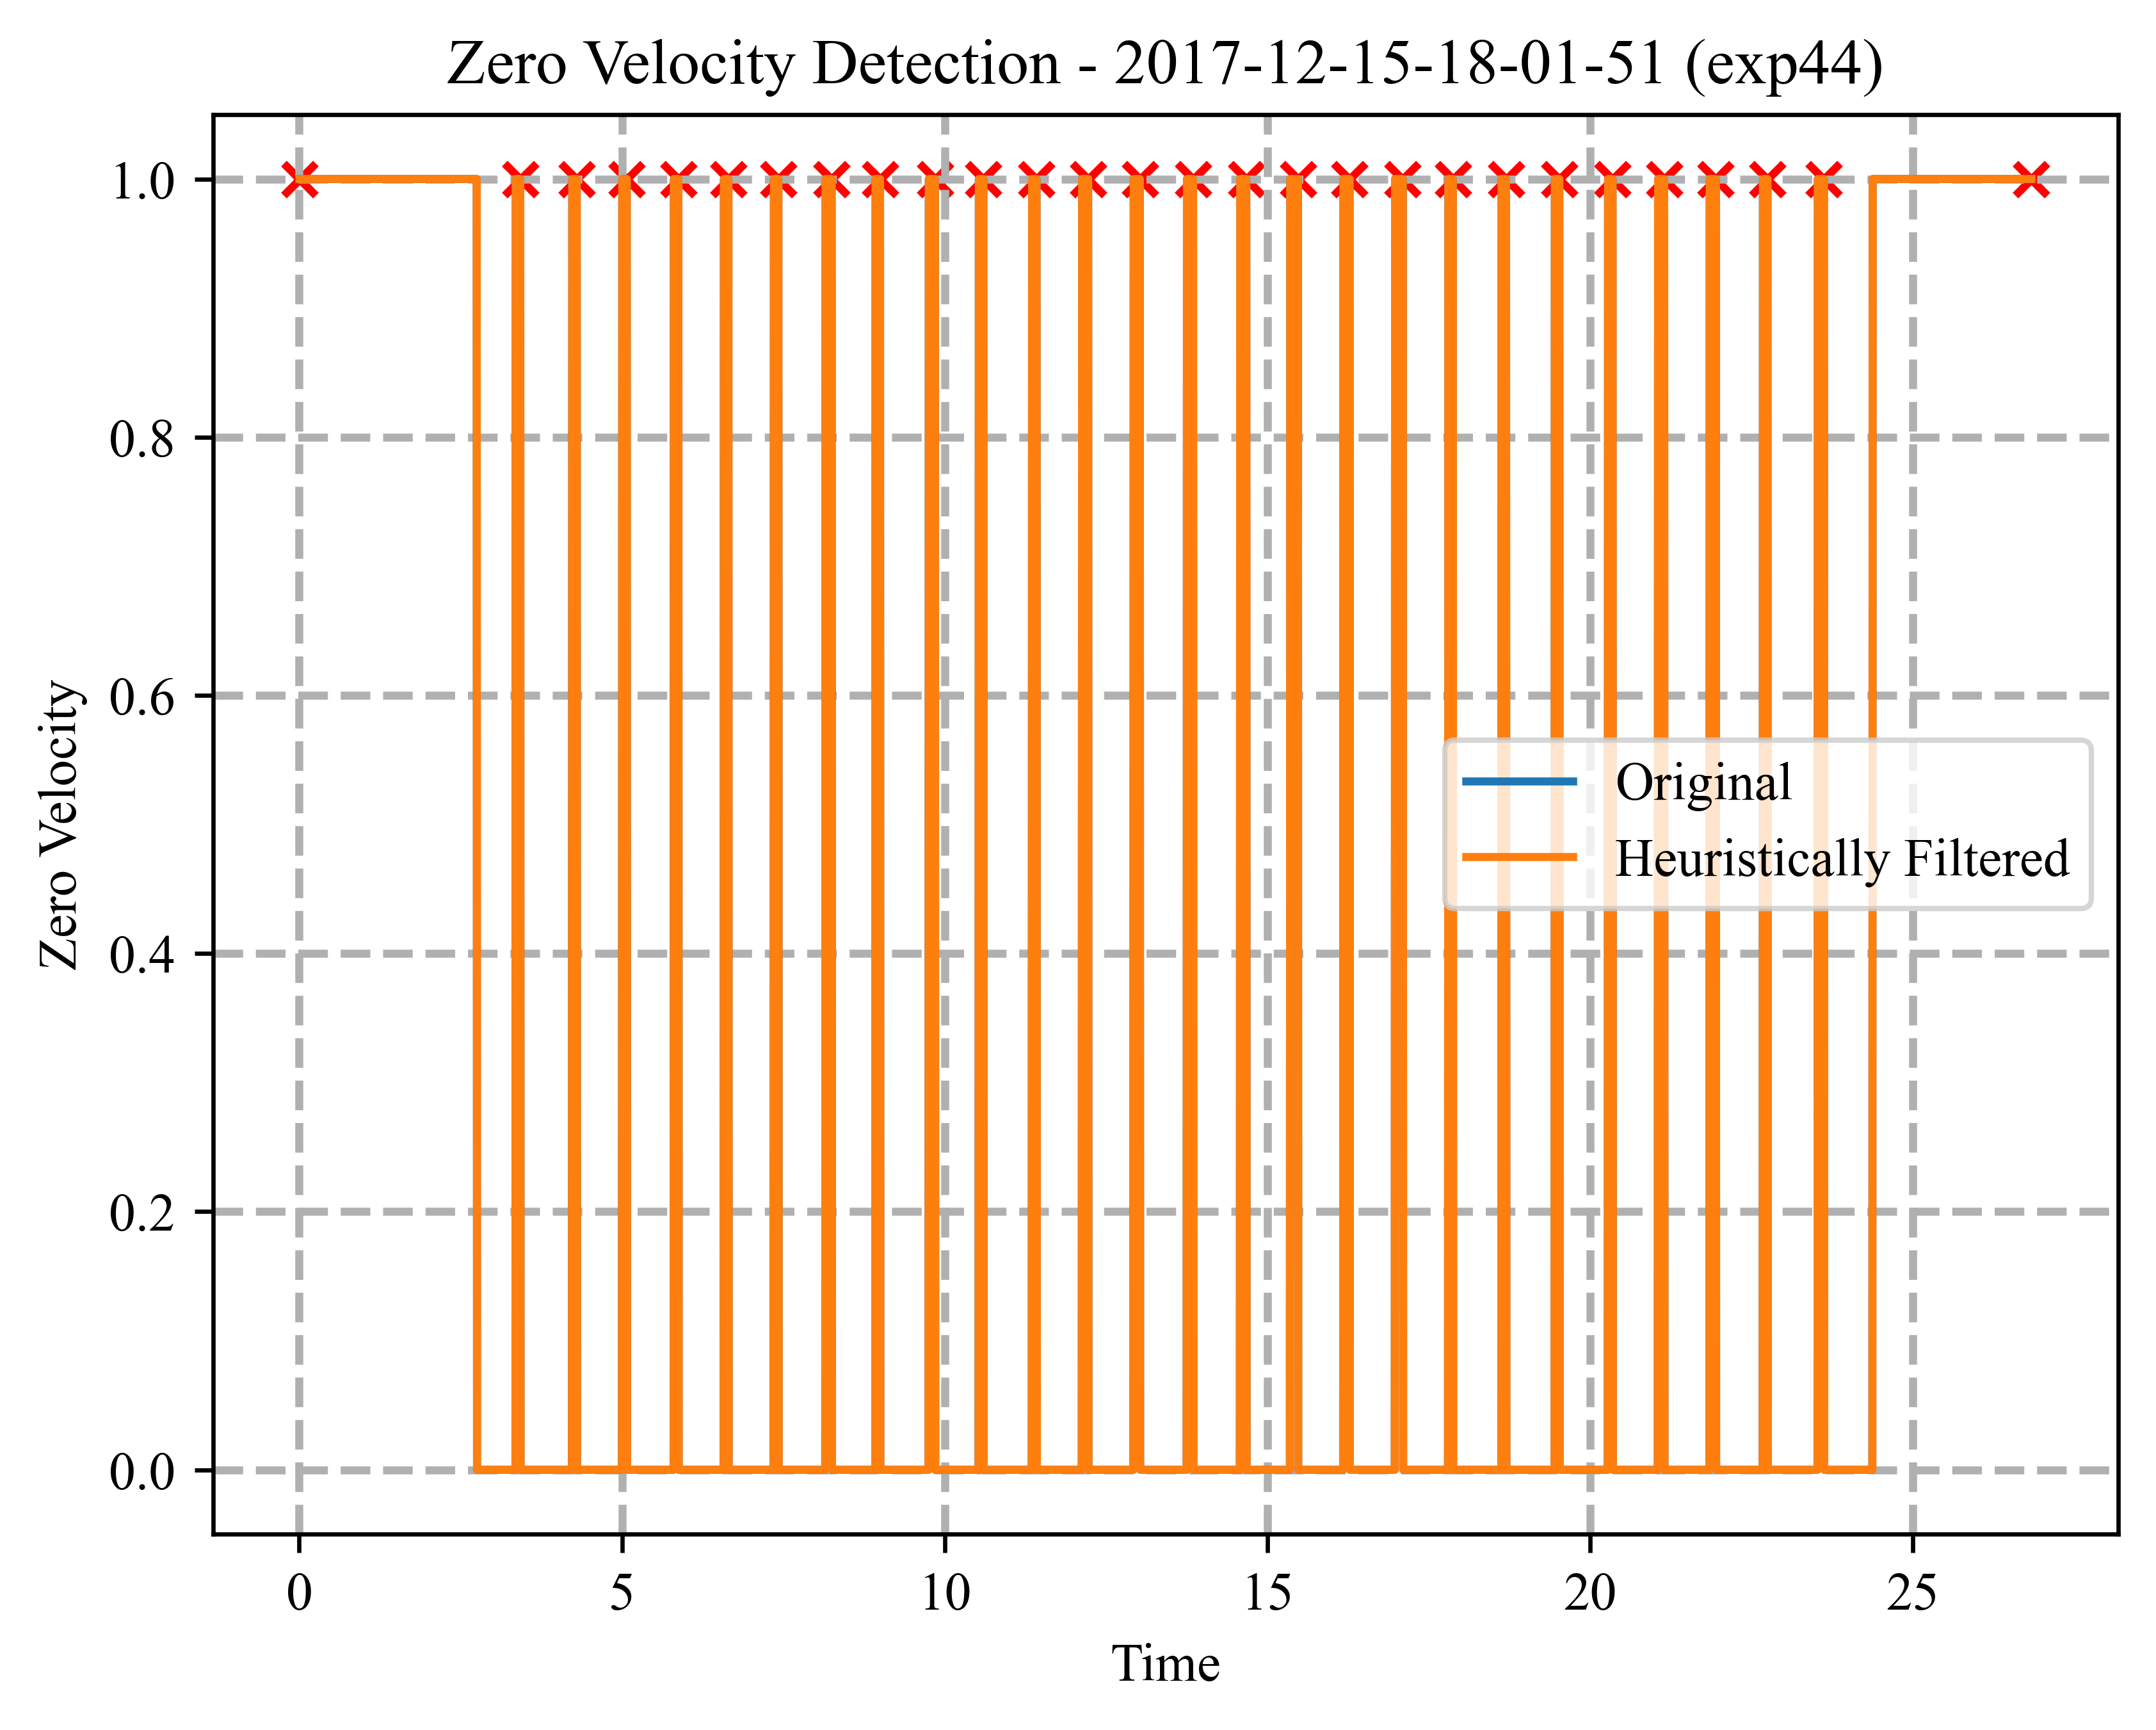 Zero Velocity Detection - 2017-12-15-18-01-51 (exp44)
1.0
0.8
0.6
0.4
0.2
0.0
Zero Velocity
Original
Heuristically Filtered
0 5 10 15 20 25
Time